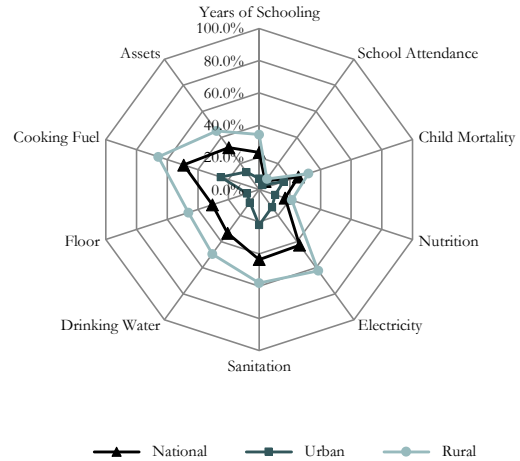 Years of Schooling
100.0%
Assets
School Attendance
80.0%
60.0%
40.0%
Cooking Fuel
Child Mortality
20.0%
0.0%
Floor
Nutrition
Drinking Water
Electricity
Sanitation
National Urban Rural